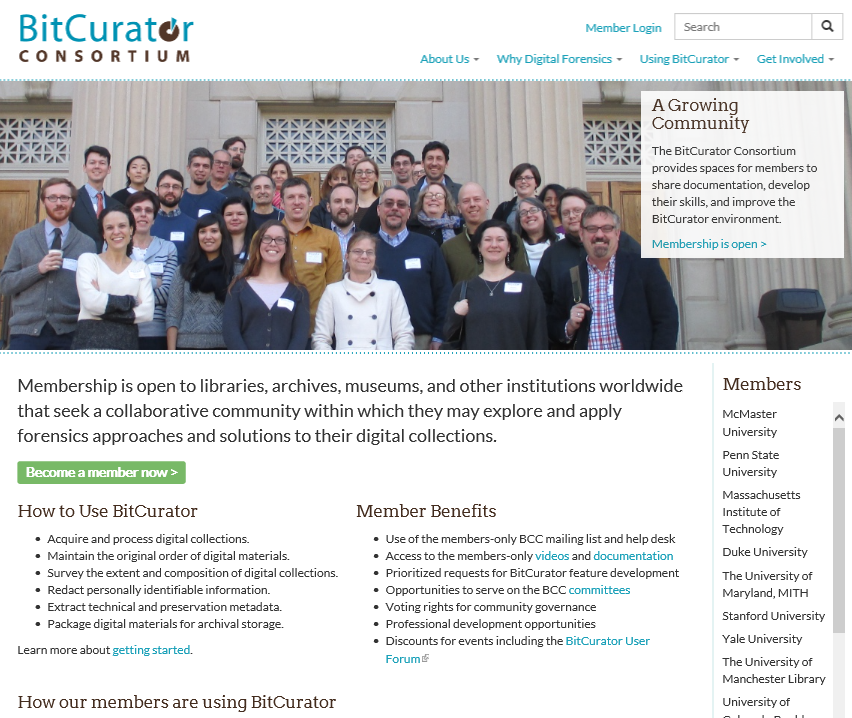 BitCurator
CONSORTIUM
Member Login
Search
About Us
Why Digital Forensics
Using BitCurator
Get Involved
A Growing
Community
The BitCurator Consortium
provides spaces for members to
share documentation, develop
their skills, and improve the
BitCurator environment.
Membership is open >
Membership is open to libraries, archives, museums, and other institutions worldwide
that seek a collaborative community within which they may explore and apply
forensics approaches and solutions to their digital collections.
Become a member now >
How to Use BitCurator
• Acquire and process digital collections.
• Maintain the original order of digital materials.
• Survey the extent and composition of digital collections.
• Redact personally identifiable information.
• Extract technical and preservation metadata.
• Package digital materials for archival storage.
Learn more about getting started.
Member Benefits
• Use of the members-only BCC mailing list and help desk
• Access to the members-only videos and documentation
• Prioritized requests for BitCurator feature development
• Opportunities to serve on the BCC committees
• Voting rights for community governance
• Professional development opportunities
• Discounts for events including the BitCurator User
Forum
How our members are using BitCurator
Members
McMaster
University
Penn State
University
Massachusetts
Institute of
Technology
Duke University
The University of
Maryland, MITH
Stanford University
Yale University
The University of
Manchester Library
University of